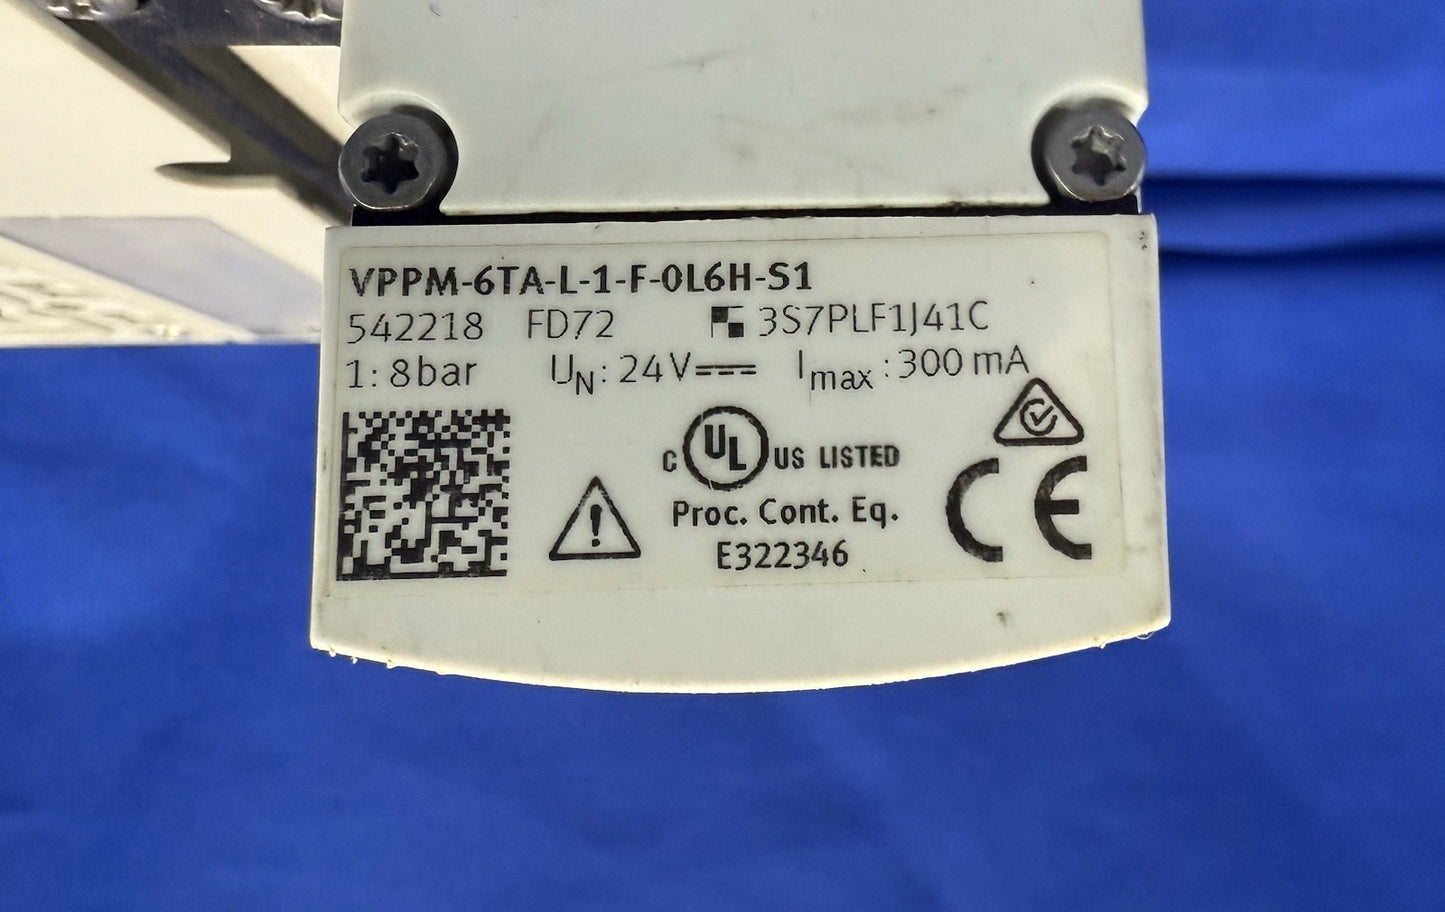 VPPM-6TA-L-1-F-0L6H-S1
542218 FD72 3S7PLF1J41C
1: 8bar UN: 24V Imax: 300 mA
C UL US LISTED
Proc. Cont. Eq.
E322346
CE